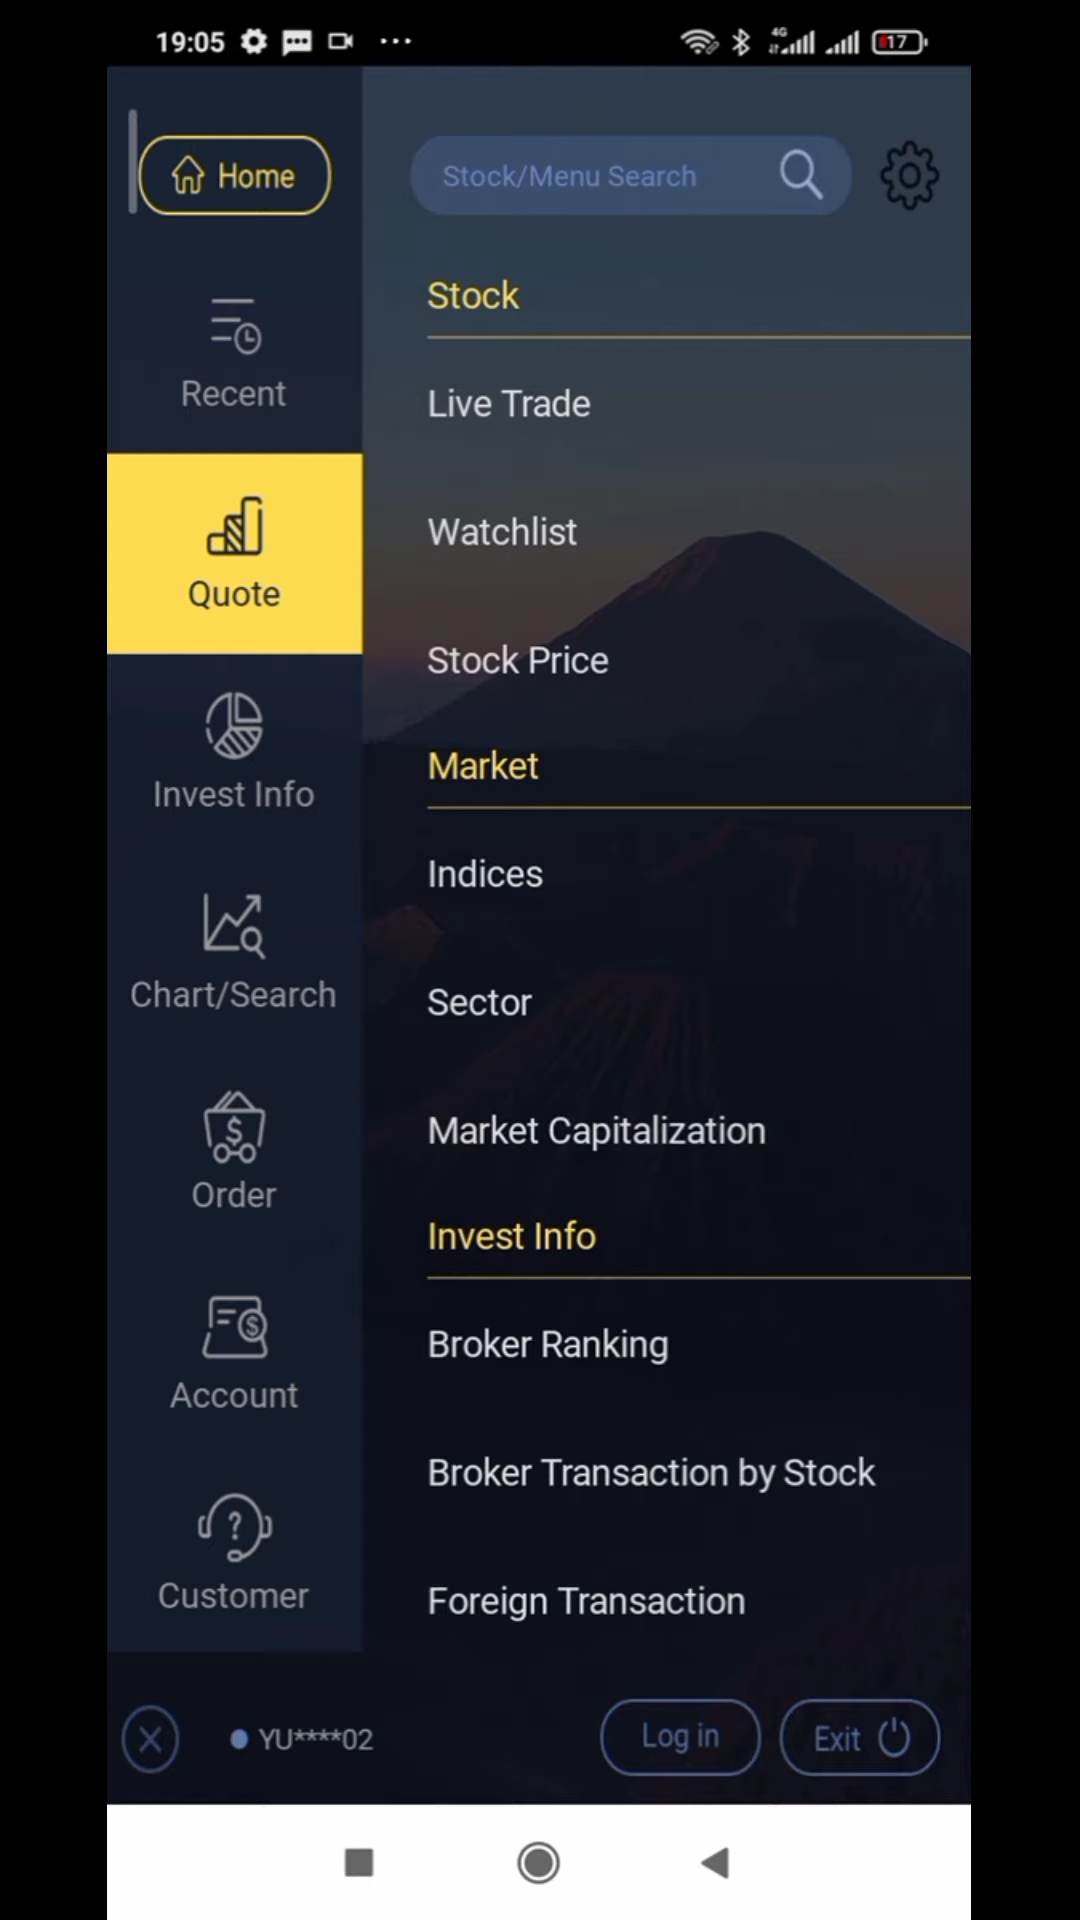 19:05
4G
17
Home
Stock/Menu Search
Stock
Recent
Live Trade
Watchlist
Quote
Stock Price
Market
Invest Info
Indices
Chart/Search
Sector
Market Capitalization
Order
Invest Info
Broker Ranking
Account
Broker Transaction by Stock
Customer
Foreign Transaction
YU****02
Log in
Exit